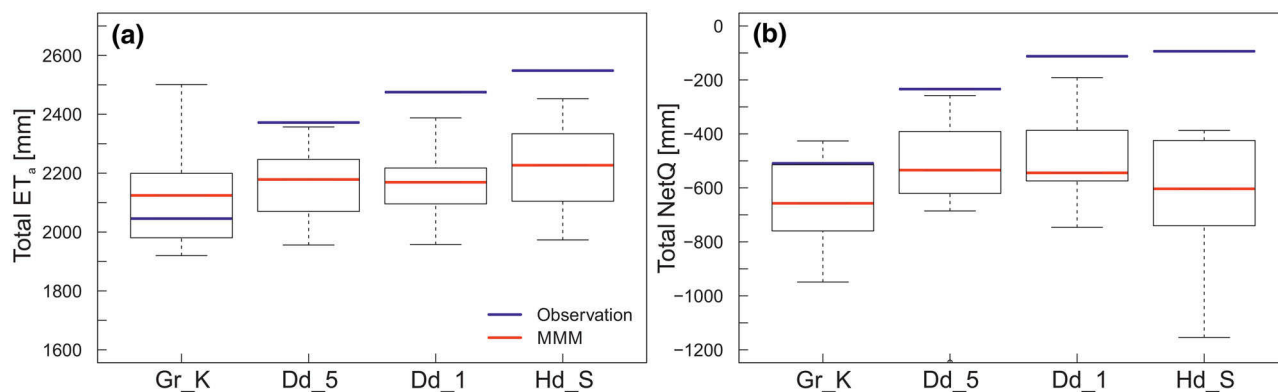 (a)
Total ETa [mm]
2600
2400
2200
2000
1800
1600
Observation
MMM
Gr_K Dd_5 Dd_1 Hd_S
(b)
Total NetQ [mm]
0
−200
−400
−600
−800
−1000
−1200
Gr_K Dd_5 Dd_1 Hd_S